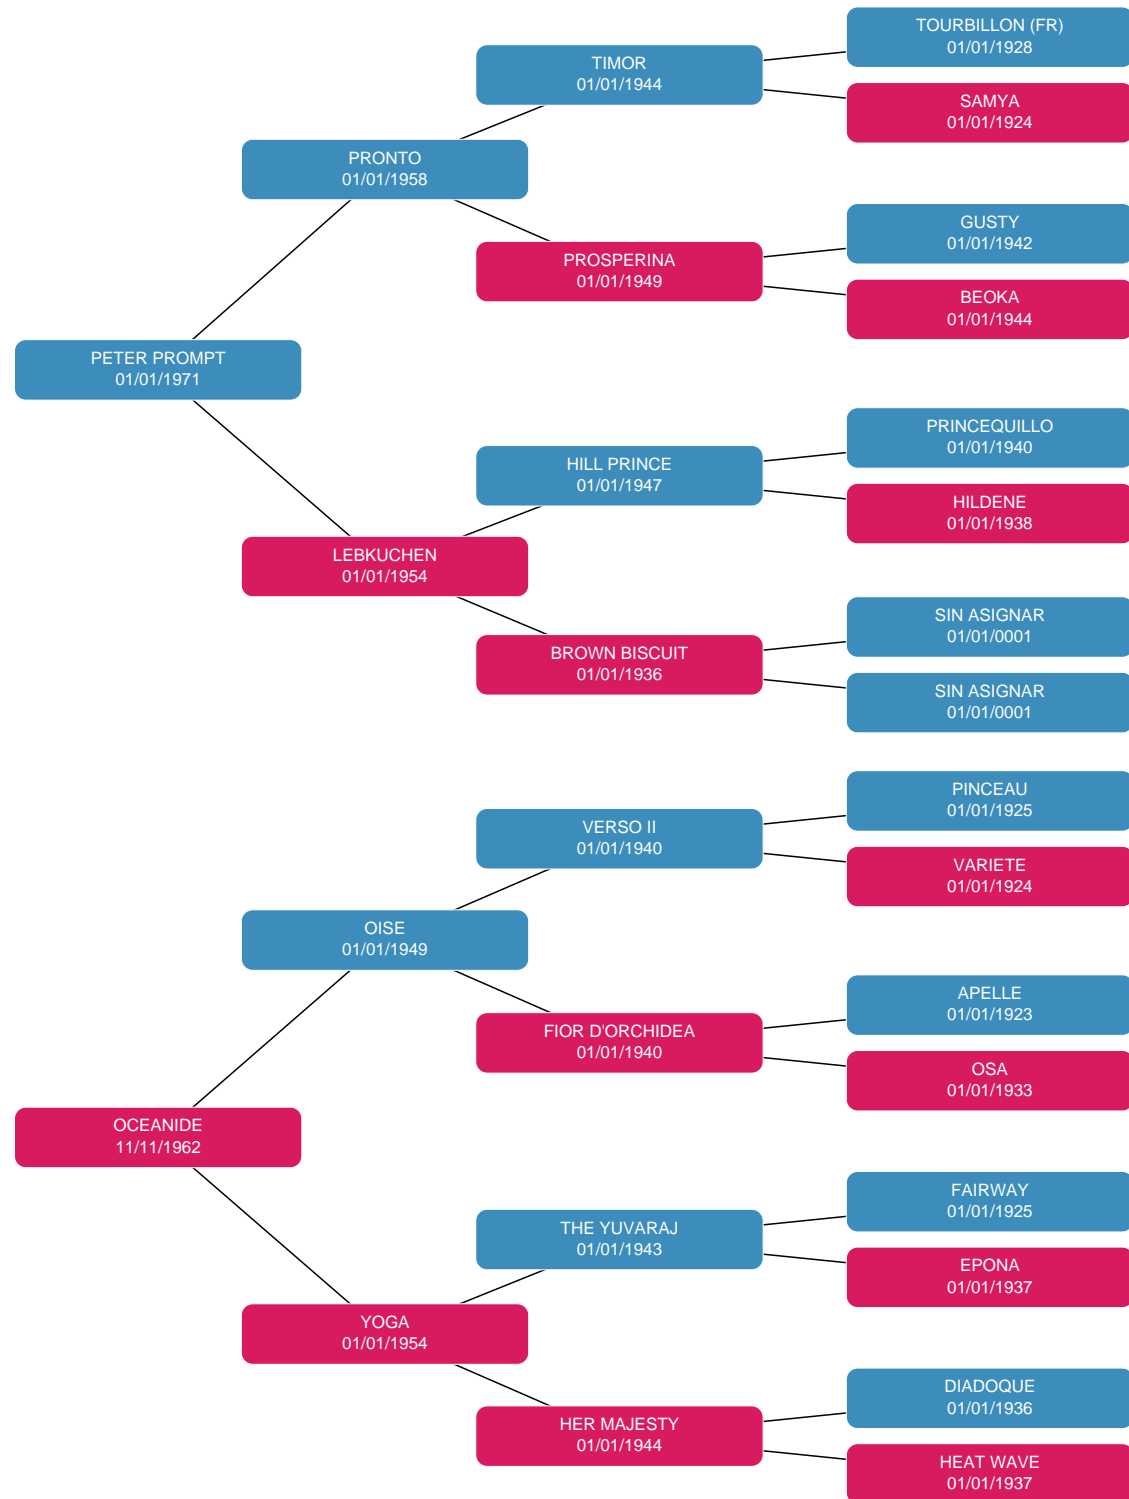 TOURBILLON (FR)
01/01/1928
TIMOR
01/01/1944
SAMYA
01/01/1924
PRONTO
01/01/1958
GUSTY
01/01/1942
PROSPERINA
01/01/1949
BEOKA
01/01/1944
PETER PROMPT
01/01/1971
PRINCEQUILLO
01/01/1940
HILL PRINCE
01/01/1947
HILDENE
01/01/1938
LEBKUCHEN
01/01/1954
SIN ASIGNAR
01/01/0001
BROWN BISCUIT
01/01/1936
SIN ASIGNAR
01/01/0001
PINCEAU
01/01/1925
VERSO II
01/01/1940
VARIETE
01/01/1924
OISE
01/01/1949
APELLE
01/01/1923
FIOR D'ORCHIDEA
01/01/1940
OSA
01/01/1933
OCEANIDE
11/11/1962
FAIRWAY
01/01/1925
THE YUVARAJ
01/01/1943
EPONA
01/01/1937
YOGA
01/01/1954
DIADOQUE
01/01/1936
HER MAJESTY
01/01/1944
HEAT WAVE
01/01/1937